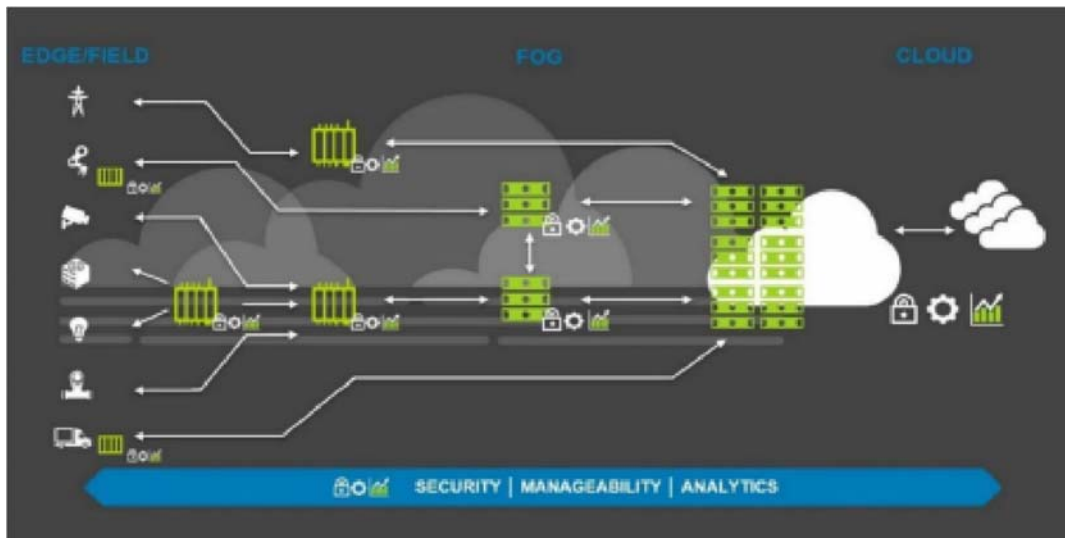 EDGE/FIELD
FOG
CLOUD
SECURITY | MANAGEABILITY | ANALYTICS